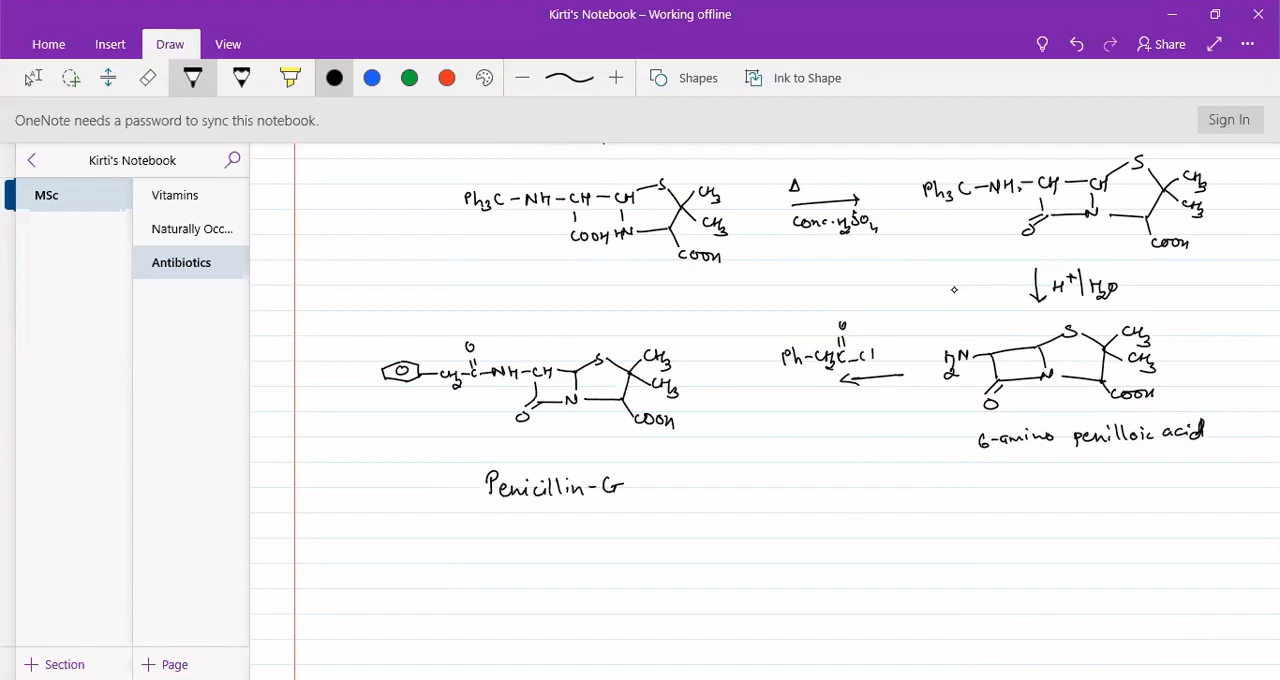 Kirti's Notebook – Working offline
Home Insert Draw View
Share
Shapes
Ink to Shape
OneNote needs a password to sync this notebook.
Sign In
Kirti's Notebook
MSc
Vitamins
Naturally Occ...
Antibiotics
Section
Page
Ph3C – NH – CH – CH S CH3
CH3
COOH HN
COOH
Δ
Conc. H2SO4
Ph3C – NH – CH – CH S CH3
CH3
O N
COOH
H+/H2O
H2N S CH3
CH3
O N COOH
6-amino penilloic acid
O
Ph-CH2C-Cl
O
CH2-C-NH-CH S CH3
CH3
O N COOH
Penicillin-G